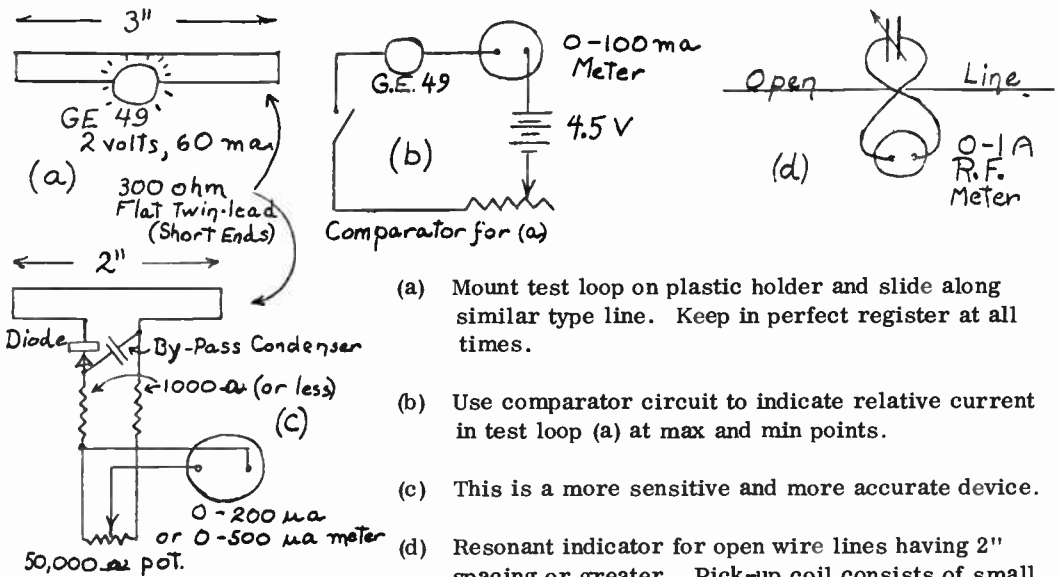 3"
GE 49
2 volts, 60 ma
(a)
300 ohm
Flat Twin-lead
(Short Ends)
G.E. 49
0-100 ma
Meter
4.5 V
(b)
Comparator for (a)
Open Line
(d)
0-1 A
R.F.
Meter
2"
Diode
By-Pass Condenser
1000 Ω (or less)
(C)
0-200 μa
or 0-500 μa meter
50,000 Ω pot.
(a) Mount test loop on plastic holder and slide along
similar type line. Keep in perfect register at all
times.
(b) Use comparator circuit to indicate relative current
in test loop (a) at max and min points.
(c) This is a more sensitive and more accurate device.
(d) Resonant indicator for open wire lines having 2"
spacing or greater. Pick-up coil consists of small